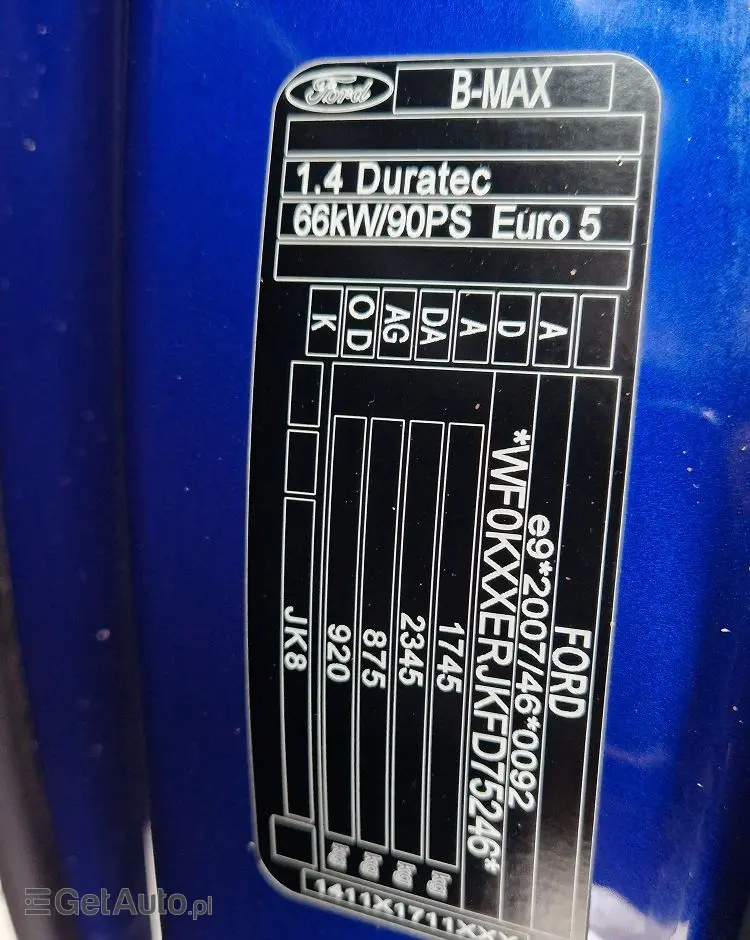 Ford B-MAX
1.4 Duratec
66kW/90PS Euro 5
A
D
A
DA
AG
O D
K
FORD
e9*2007/46*0092
*WF0KXXERJKFD75246*
1745 kg
2345 kg
875 kg
920 kg
JK8
1411X1711XXX
GetAuto.pl